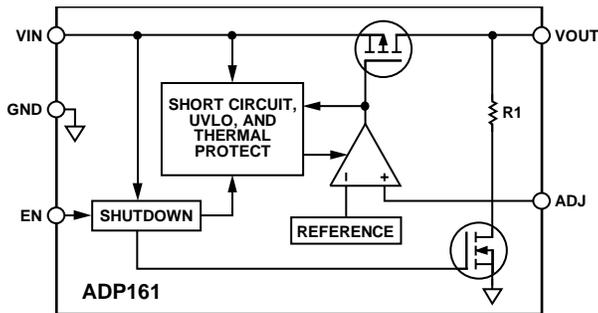 VIN
VOUT
GND
SHORT CIRCUIT,
UVLO, AND
THERMAL
PROTECT
R1
– +
ADJ
EN
SHUTDOWN
REFERENCE
ADP161